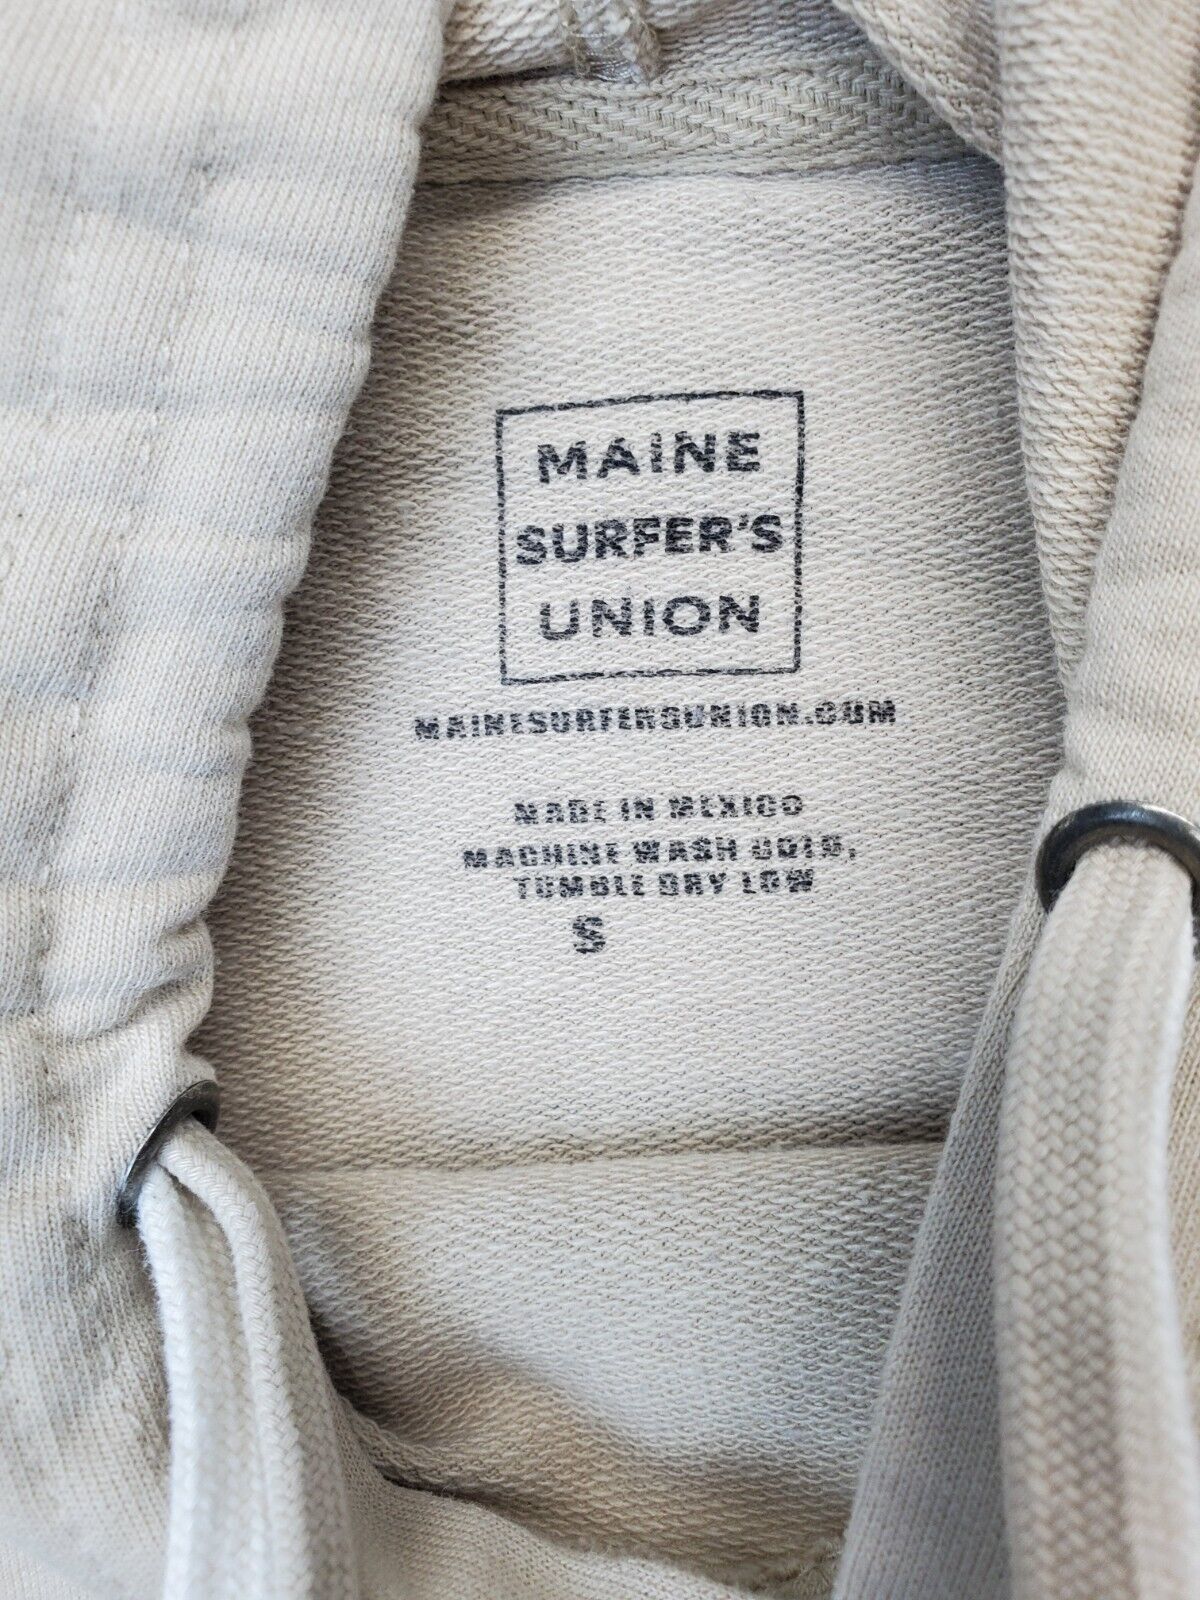 MAINE
SURFER'S
UNION
MAINESURFERSUNION.COM
MADE IN MEXICO
MACHINE WASH COLD,
TUMBLE DRY LOW
S